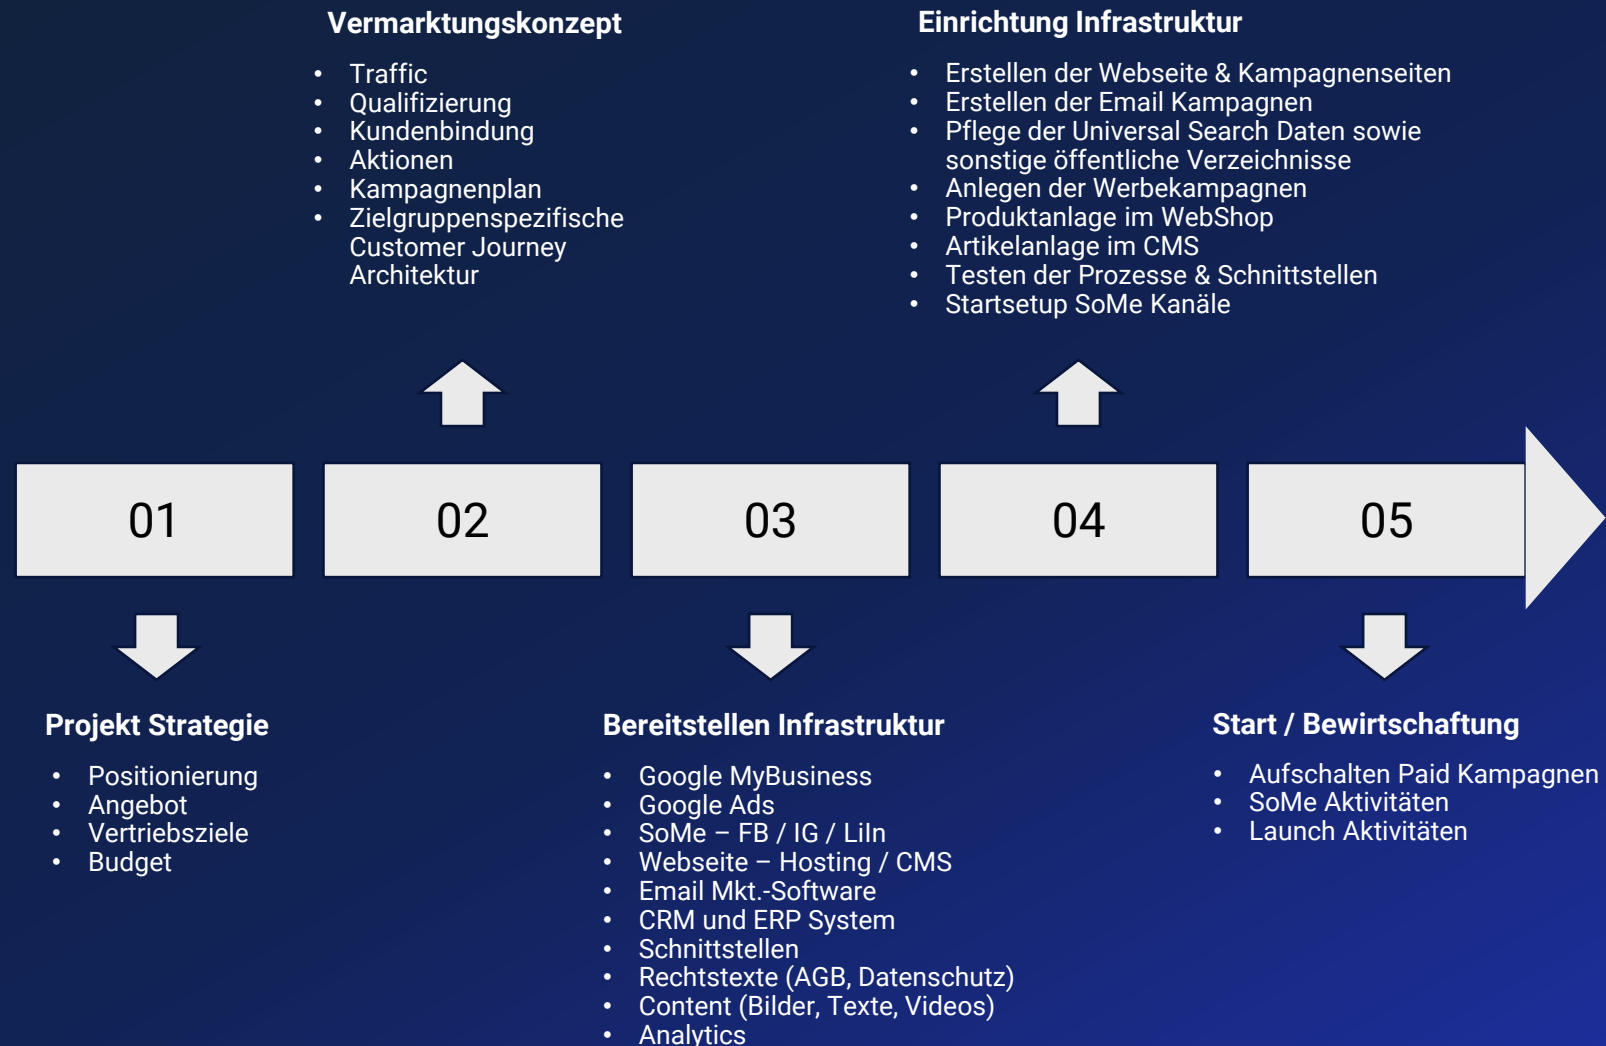 Vermarktungskonzept
• Traffic
• Qualifizierung
• Kundenbindung
• Aktionen
• Kampagnenplan
• Zielgruppenspezifische
Customer Journey
Architektur
Einrichtung Infrastruktur
• Erstellen der Webseite & Kampagnenseiten
• Erstellen der Email Kampagnen
• Pflege der Universal Search Daten sowie
sonstige öffentliche Verzeichnisse
• Anlegen der Werbekampagnen
• Produktanlage im WebShop
• Artikelanlage im CMS
• Testen der Prozesse & Schnittstellen
• Startsetup SoMe Kanäle
01
02
03
04
05
Projekt Strategie
• Positionierung
• Angebot
• Vertriebsziele
• Budget
Bereitstellen Infrastruktur
• Google MyBusiness
• Google Ads
• SoMe – FB / IG / LiIn
• Webseite – Hosting / CMS
• Email Mkt.-Software
• CRM und ERP System
• Schnittstellen
• Rechtstexte (AGB, Datenschutz)
• Content (Bilder, Texte, Videos)
• Analytics
Start / Bewirtschaftung
• Aufschalten Paid Kampagnen
• SoMe Aktivitäten
• Launch Aktivitäten